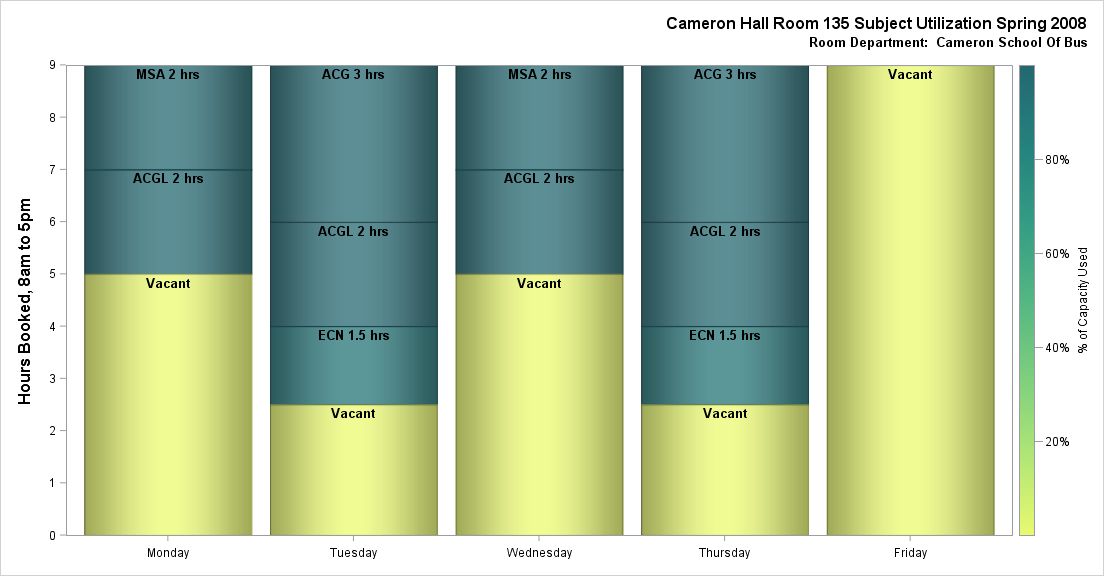 Cameron Hall Room 135 Subject Utilization Spring 2008
Room Department:  Cameron School Of Bus
Hours Booked, 8am to 5pm
9
8
7
6
5
4
3
2
1
0
MSA 2 hrs
ACGL 2 hrs
Vacant
ACG 3 hrs
ACGL 2 hrs
ECN 1.5 hrs
Vacant
MSA 2 hrs
ACGL 2 hrs
Vacant
ACG 3 hrs
ACGL 2 hrs
ECN 1.5 hrs
Vacant
Vacant
Monday
Tuesday
Wednesday
Thursday
Friday
80%
60%
40%
20%
% of Capacity Used